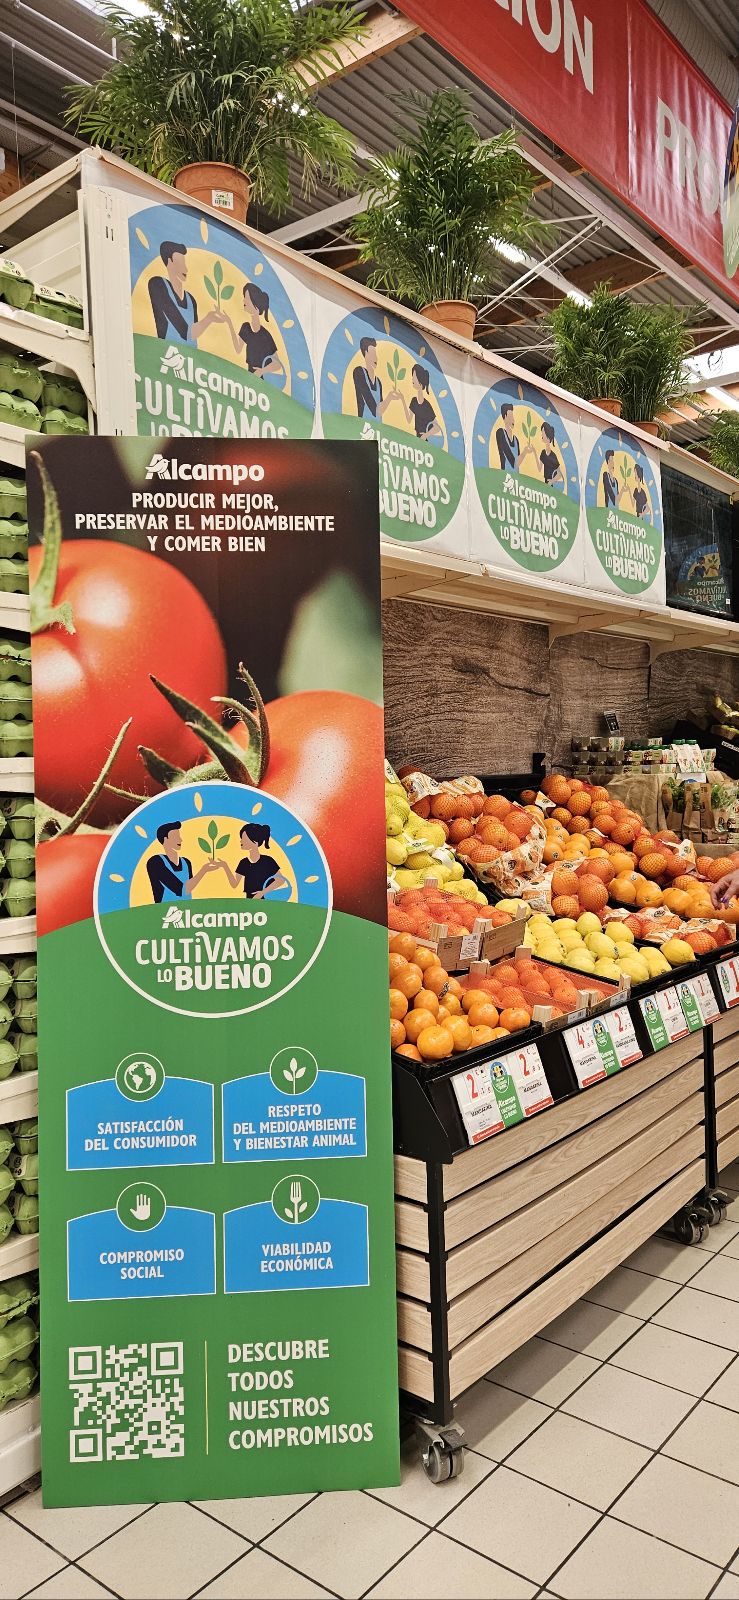 IÓN
PRO
Alcampo
CULTIVAMOS
LO
Alcampo
CULTIVAMOS
BUENO
Alcampo
CULTIVAMOS
LO BUENO
Alcampo
CULTIVAMOS
LO BUENO
Alcampo
PRODUCIR MEJOR,
PRESERVAR EL MEDIOAMBIENTE
Y COMER BIEN
Alcampo
CULTIVAMOS
LO BUENO
SATISFACCIÓN
DEL CONSUMIDOR
RESPETO
DEL MEDIOAMBIENTE
Y BIENESTAR ANIMAL
COMPROMISO
SOCIAL
VIABILIDAD
ECONÓMICA
DESCUBRE
TODOS
NUESTROS
COMPROMISOS